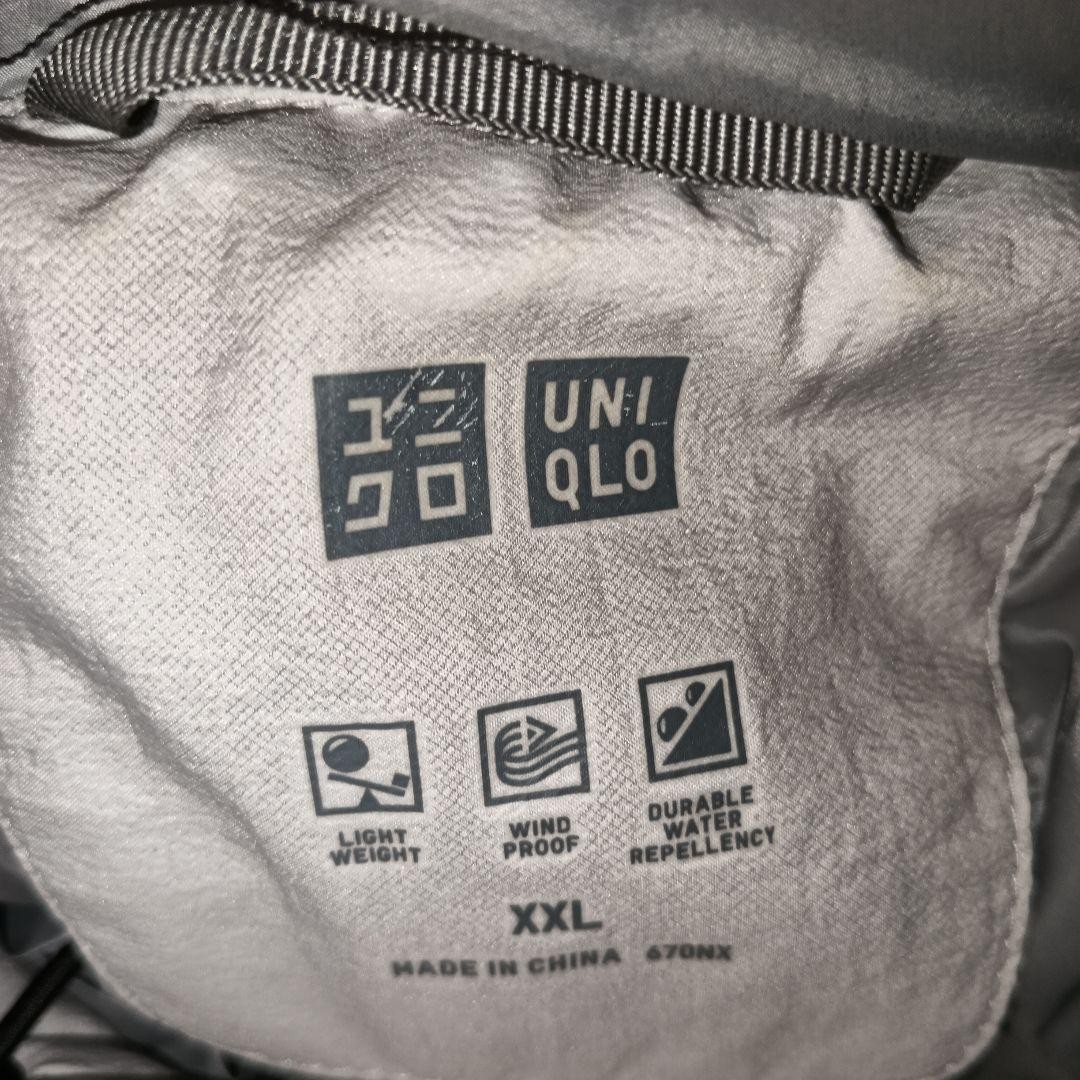 ユニ
クロ
UNI
QLO
LIGHT
WEIGHT
WIND
PROOF
DURABLE
WATER
REPELLENCY
XXL
MADE IN CHINA 670NX